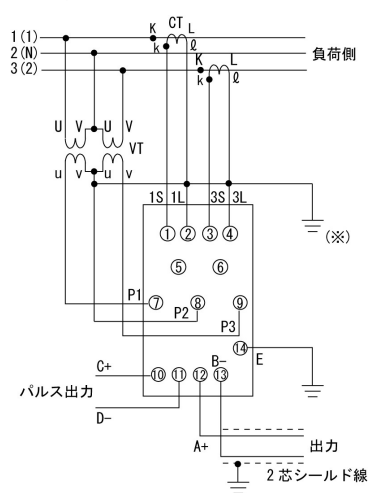 K CT L
1(1)
k ℓ
2(N)
負荷側
3(2)
K L
k ℓ
U V U V
VT
u v u v
1S 1L 3S 3L
(※)
① ② ③ ④
⑤ ⑥
P1 ⑦ ⑧ ⑨
P2
P3
⑭ E
C+ B-
⑩ ⑪ ⑫ ⑬
パルス出力
D-
A+ 出力
2芯シールド線